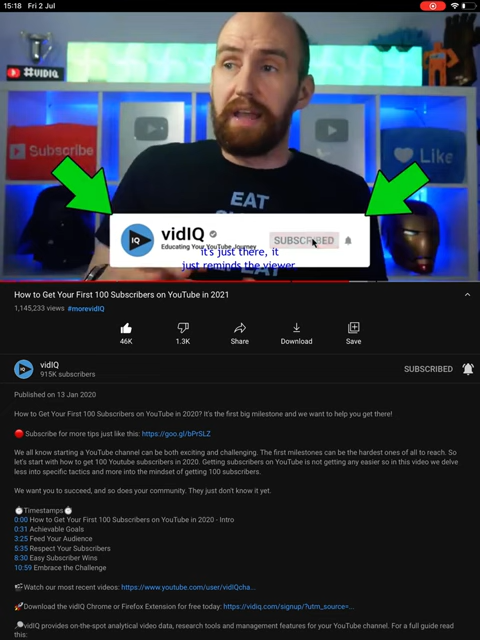 15:18 Fri 2 Jul
#VIDIQ
Subscribe
Like
EAT
IQ
vidIQ
Educating Your YouTube Journey
SUBSCRIBED
it's just there, it
just reminds the viewer
How to Get Your First 100 Subscribers on YouTube in 2021
1,145,233 views #morevidIQ
46K
1.3K
Share
Download
Save
vidIQ
915K subscribers
SUBSCRIBED
Published on 13 Jan 2020
How to Get Your First 100 Subscribers on YouTube in 2020? It's the first big milestone and we want to help you get there!
Subscribe for more tips just like this: https://goo.gl/bPrSLZ
We all know starting a YouTube channel can be both exciting and challenging. The first milestones can be the hardest ones of all to reach. So
let's start with how to get 100 Youtube subscribers in 2020. Getting subscribers on YouTube is not getting any easier so in this video we delve
less into specific tactics and more into the mindset of getting 100 subscribers.
We want you to succeed, and so does your community. They just don't know it yet.
Timestamps
0:00 How to Get Your First 100 Subscribers on YouTube in 2020 - Intro
0:31 Achievable Goals
3:25 Feed Your Audience
5:35 Respect Your Subscribers
8:30 Easy Subscriber Wins
10:59 Embrace the Challenge
Watch our most recent videos: https://www.youtube.com/user/vidIQcha...
Download the vidIQ Chrome or Firefox Extension for free today: https://vidiq.com/signup/?utm_source=...
vidIQ provides on-the-spot analytical video data, research tools and management features for your YouTube channel. For a full guide read
this: